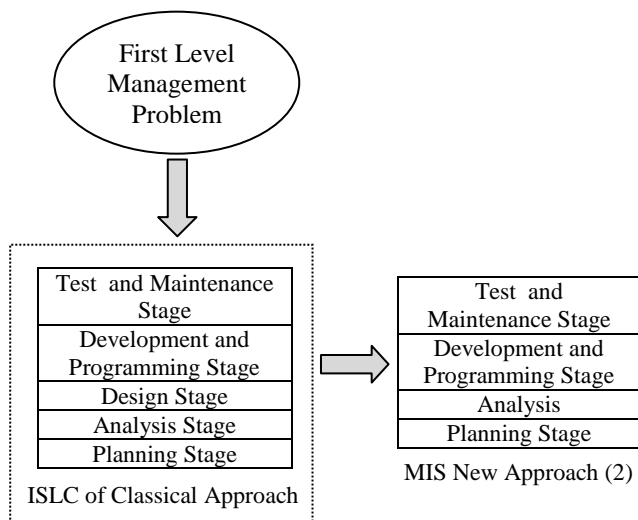 First Level
Management
Problem
Test and Maintenance
Stage
Development and
Programming Stage
Design Stage
Analysis Stage
Planning Stage
ISLC of Classical Approach
Test and
Maintenance Stage
Development and
Programming Stage
Analysis
Planning Stage
MIS New Approach (2)